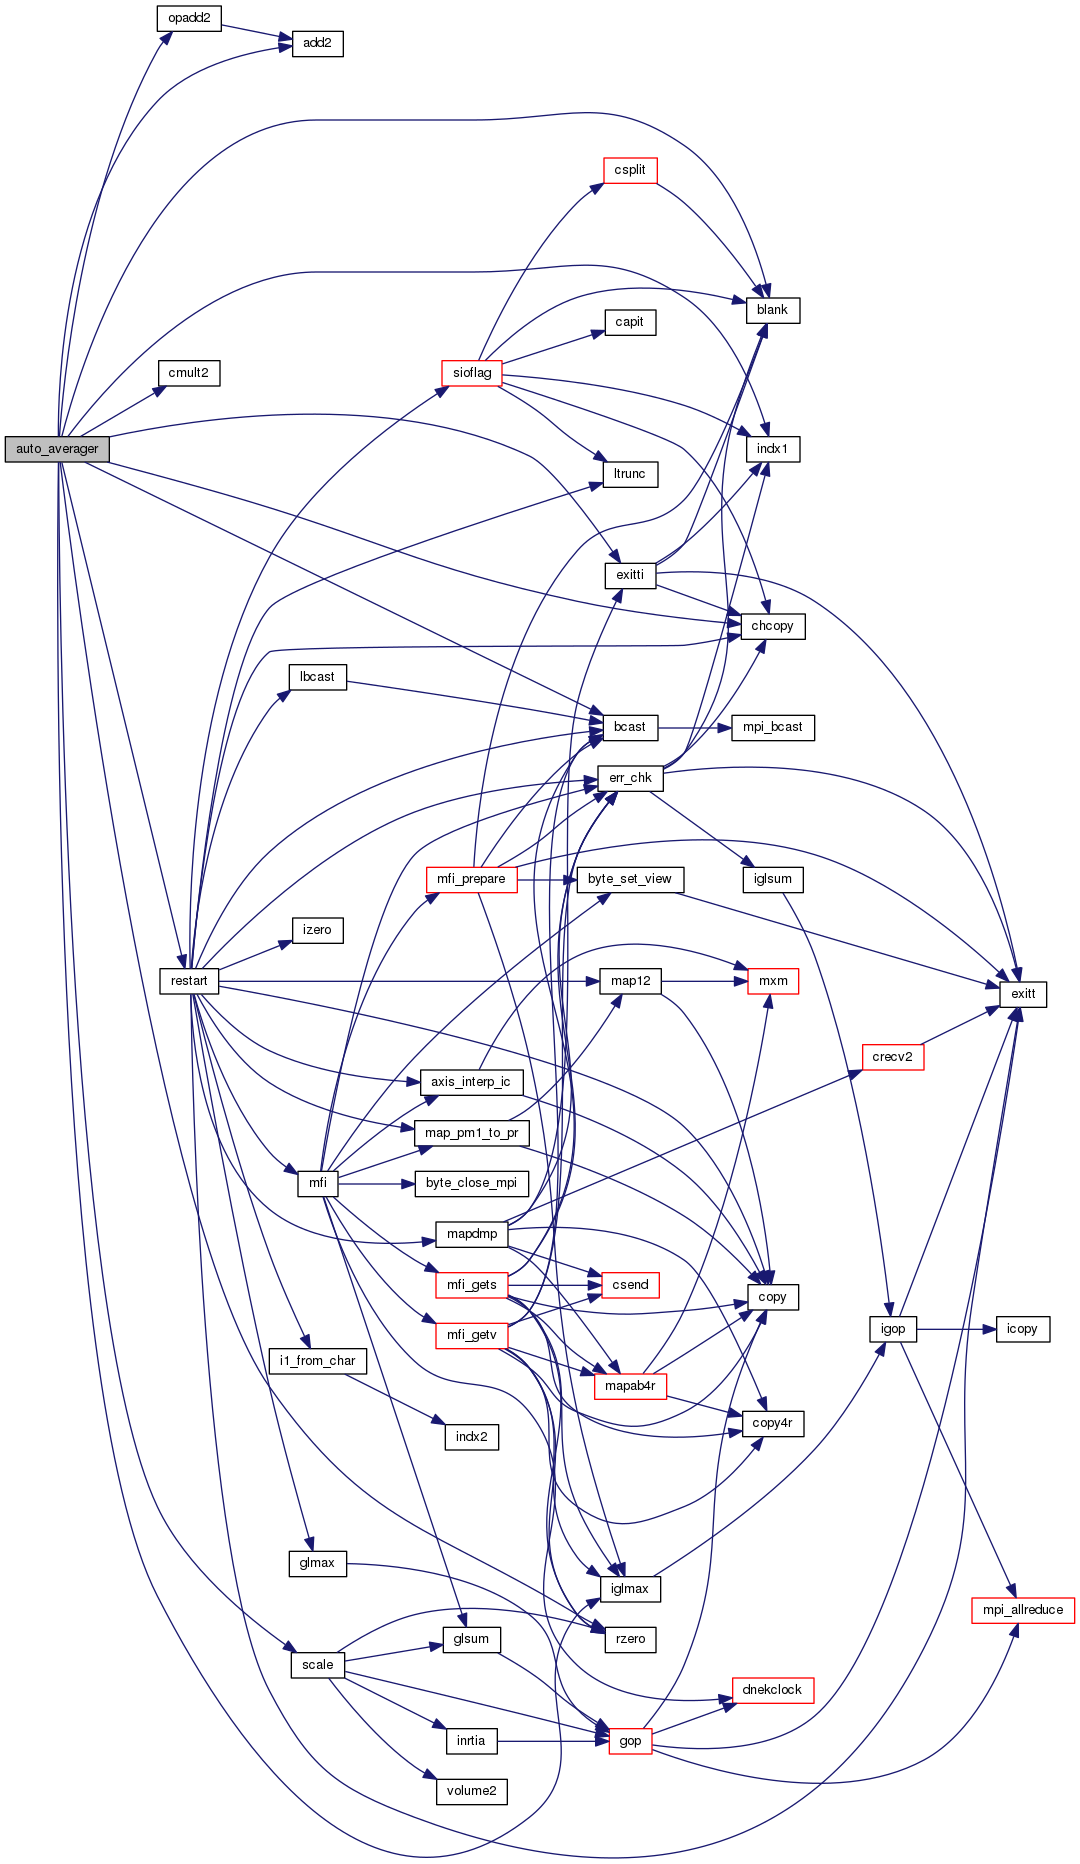 opadd2
add2
csplit
blank
capit
sioflag
cmult2
auto_averager
indx1
ltrunc
exitti
chcopy
lbcast
bcast
mpi_bcast
err_chk
mfi_prepare
byte_set_view
iglsum
izero
restart
map12
mxm
exitt
crecv2
axis_interp_ic
map_pm1_to_pr
mfi
byte_close_mpi
mapdmp
mfi_gets
csend
copy
mfi_getv
igop
icopy
i1_from_char
mapab4r
copy4r
indx2
glmax
iglmax
mpi_allreduce
glsum
rzero
scale
dnekclock
inrtia
gop
volume2